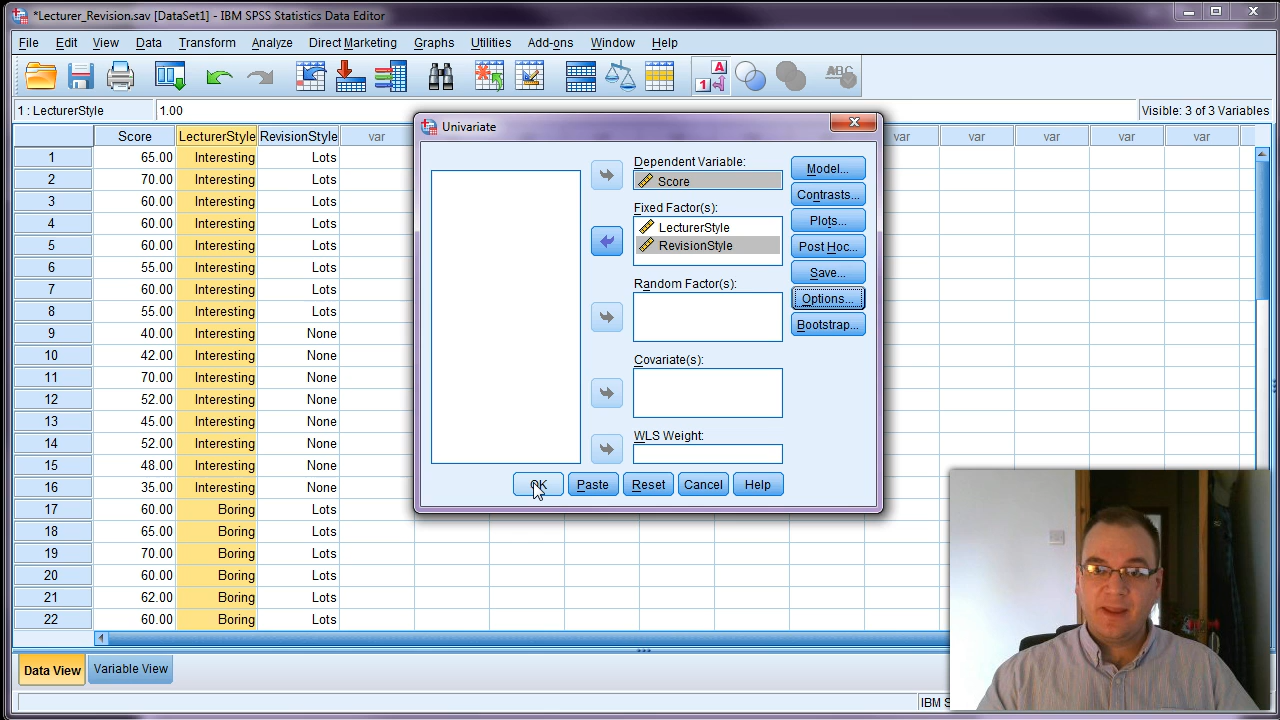 *Lecturer_Revision.sav [DataSet1] - IBM SPSS Statistics Data Editor
File Edit View Data Transform Analyze Direct Marketing Graphs Utilities Add-ons Window Help
1 A ABC
1 : LecturerStyle 1.00 Visible: 3 of 3 Variables
Score LecturerStyle RevisionStyle var var var var var var
1 65.00 Interesting Lots
2 70.00 Interesting Lots
3 60.00 Interesting Lots
4 60.00 Interesting Lots
5 60.00 Interesting Lots
6 55.00 Interesting Lots
7 60.00 Interesting Lots
8 55.00 Interesting Lots
9 40.00 Interesting None
10 42.00 Interesting None
11 70.00 Interesting None
12 52.00 Interesting None
13 45.00 Interesting None
14 52.00 Interesting None
15 48.00 Interesting None
16 35.00 Interesting None
17 60.00 Boring Lots
18 65.00 Boring Lots
19 70.00 Boring Lots
20 60.00 Boring Lots
21 62.00 Boring Lots
22 60.00 Boring Lots
Univariate
Dependent Variable:
Score
Fixed Factor(s):
LecturerStyle
RevisionStyle
Random Factor(s):
Covariate(s):
WLS Weight:
Model...
Contrasts...
Plots...
Post Hoc...
Save...
Options...
Bootstrap...
OK Paste Reset Cancel Help
Data View Variable View
IBM S